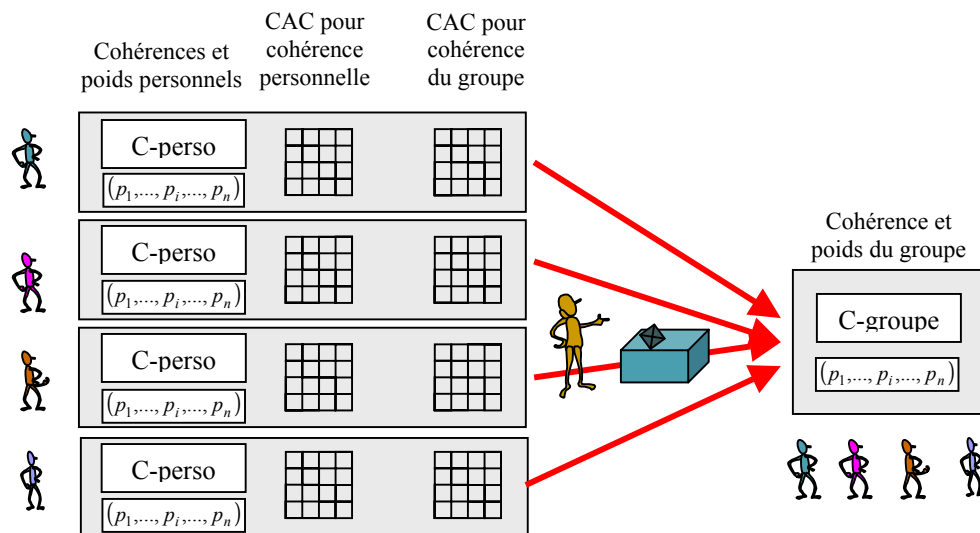 Cohérences et
poids personnels
CAC pour
cohérence
personnelle
CAC pour
cohérence
du groupe
C-perso
(p₁,..., pᵢ,..., pₙ)
C-perso
(p₁,..., pᵢ,..., pₙ)
C-perso
(p₁,..., pᵢ,..., pₙ)
C-perso
(p₁,..., pᵢ,..., pₙ)
Cohérence et
poids du groupe
C-groupe
(p₁,..., pᵢ,..., pₙ)